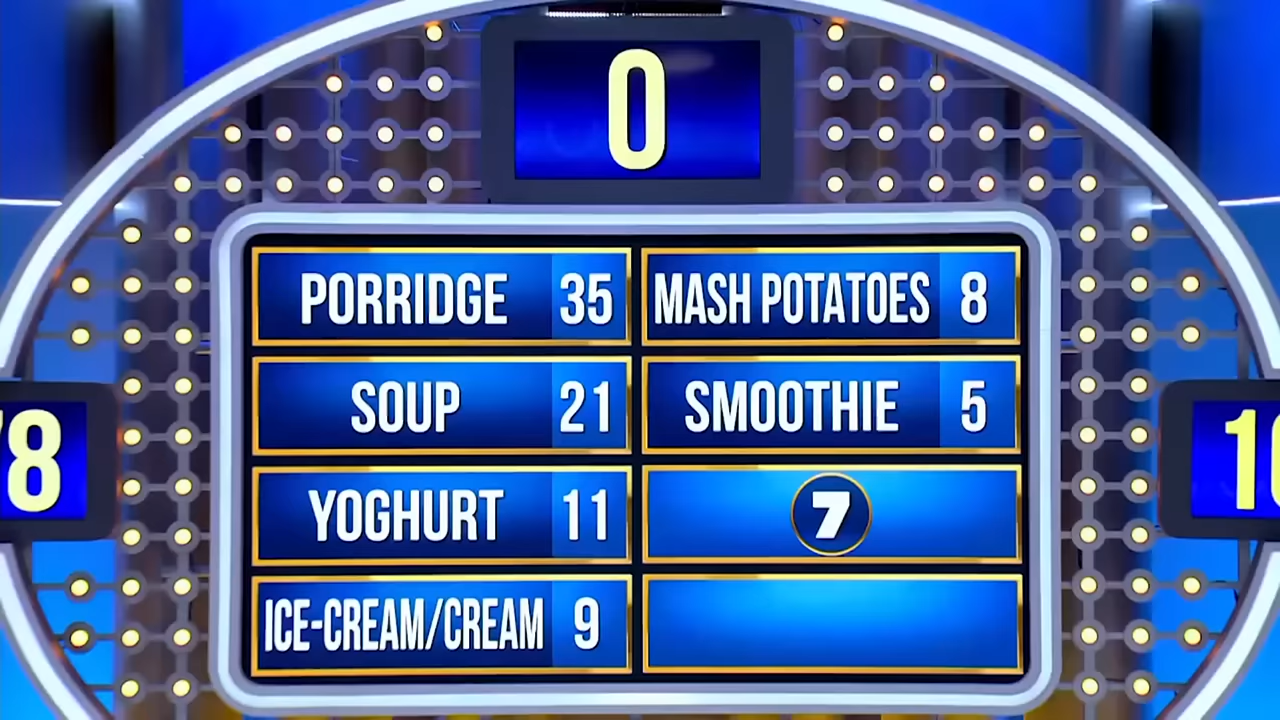 0
PORRIDGE 35
SOUP 21
YOGHURT 11
ICE-CREAM/CREAM 9
MASH POTATOES 8
SMOOTHIE 5
7